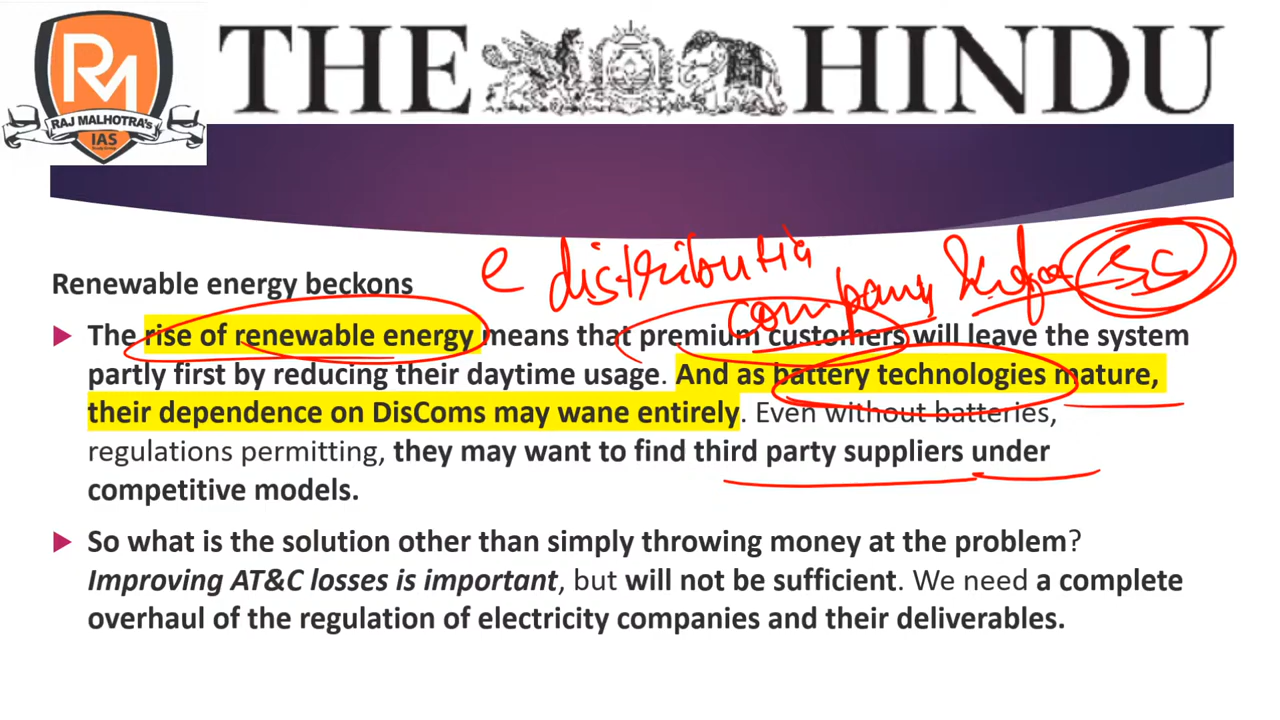 RM
RAJ MALHOTRA'S
IAS
THE HINDU
e distributia
company
Renewable energy beckons
The rise of renewable energy means that premium customers will leave the system
partly first by reducing their daytime usage. And as battery technologies mature,
their dependence on DisComs may wane entirely. Even without batteries,
regulations permitting, they may want to find third party suppliers under
competitive models.
So what is the solution other than simply throwing money at the problem?
Improving AT&C losses is important, but will not be sufficient. We need a complete
overhaul of the regulation of electricity companies and their deliverables.